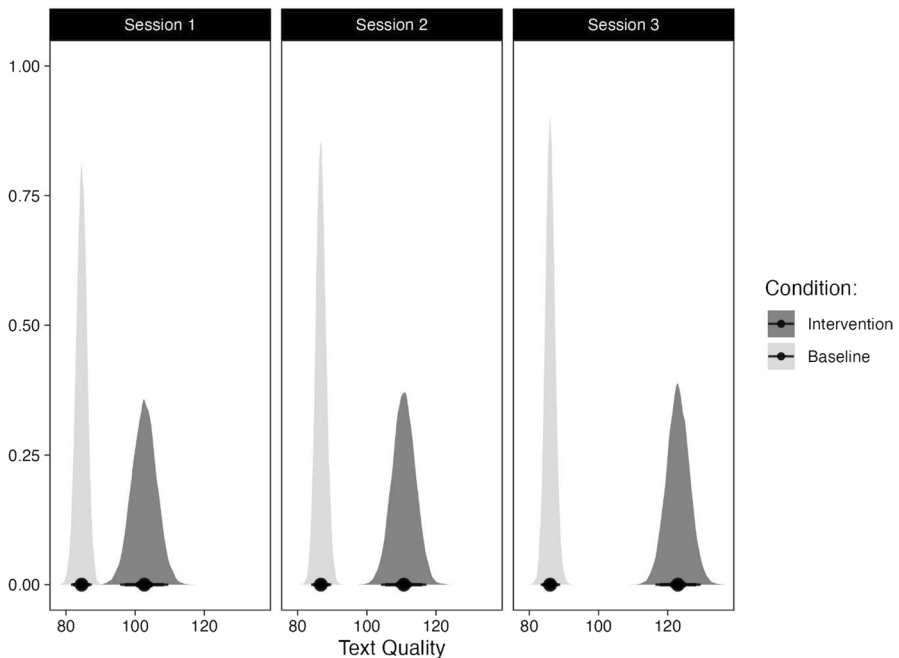 Session 1
Session 2
Session 3
1.00
0.75
0.50
0.25
0.00
80 100 120
80 100 120
80 100 120
Text Quality
Condition:
Intervention
Baseline